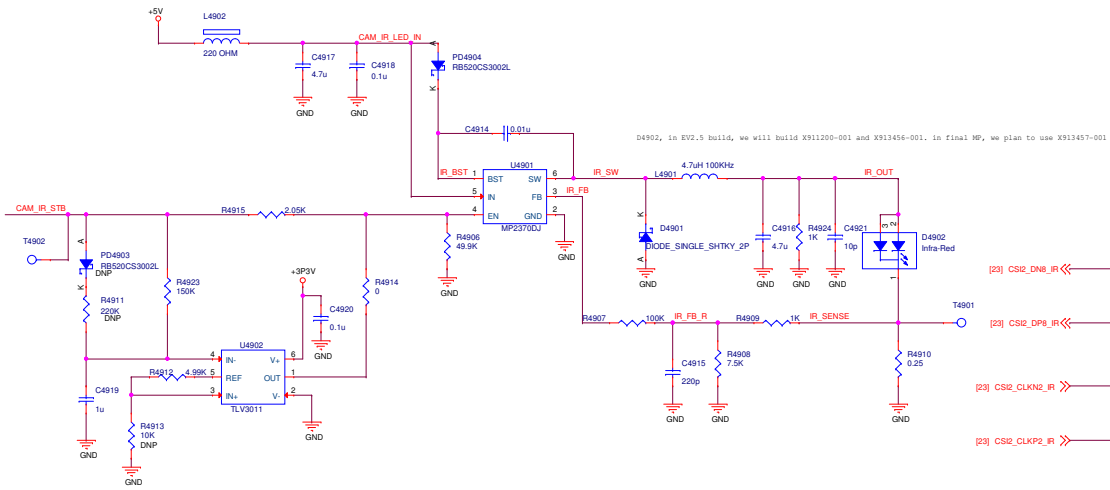 +5V
L4902
220 OHM
CAM_IR_LED_IN
C4917
4.7u
C4918
0.1u
GND
GND
A
PD4904
RB520CS3002L
K
C4914
0.01u
D4902, in EV2.5 build, we will build X911200-001 and X913456-001. in final MP, we plan to use X913457-001
U4901
IR_BST
1
BST
SW
6
IR_SW
5
IN
FB
3
IR_FB
4
EN
GND
2
MP2370DJ
GND
4.7uH 100KHz
L4901
IR_OUT
K
D4901
DIODE_SINGLE_SHTKY_2P
A
GND
C4916
4.7u
GND
R4924
1K
GND
C4921
10p
GND
3
2
D4902
Infra-Red
1
CAM_IR_STB
R4915
2.05K
T4902
A
PD4903
RB520CS3002L
DNP
K
R4911
220K
DNP
R4923
150K
+3P3V
C4920
0.1u
GND
R4914
0
R4906
49.9K
GND
U4902
4
IN-
V+
6
5
REF
OUT
1
3
IN+
V-
2
TLV3011
GND
R4912
4.99K
C4919
1u
GND
R4913
10K
DNP
GND
R4907
100K
IR_FB_R
R4909
1K
IR_SENSE
T4901
C4915
220p
GND
R4908
7.5K
GND
R4910
0.25
GND
[23] CSI2_DN8_IR
[23] CSI2_DP8_IR
[23] CSI2_CLKN2_IR
[23] CSI2_CLKP2_IR